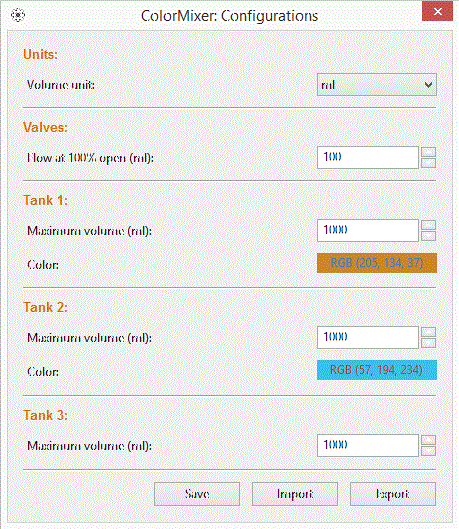 ColorMixer: Configurations
Units:
Volume unit:
ml
Valves:
Flow at 100% open (ml):
100
Tank 1:
Maximum volume (ml):
1000
Color:
RGB (205, 134, 37)
Tank 2:
Maximum volume (ml):
1000
Color:
RGB (57, 194, 234)
Tank 3:
Maximum volume (ml):
1000
Save Import Export